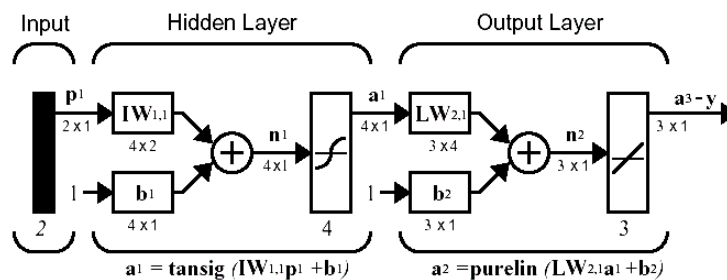 Input Hidden Layer Output Layer
p1 a1 a3-y
IW1,1 LW2,1
2 x 1 n1 4 x 1 n2 3 x 1
4 x 2 3 x 4
4 x1 3 x 1
1 b1 1 b2
2 4 x 1 4 3 x 1 3
a1 = tansig (IW1,1p1 +b1) a2 =purelin (LW2,1a1 +b2)